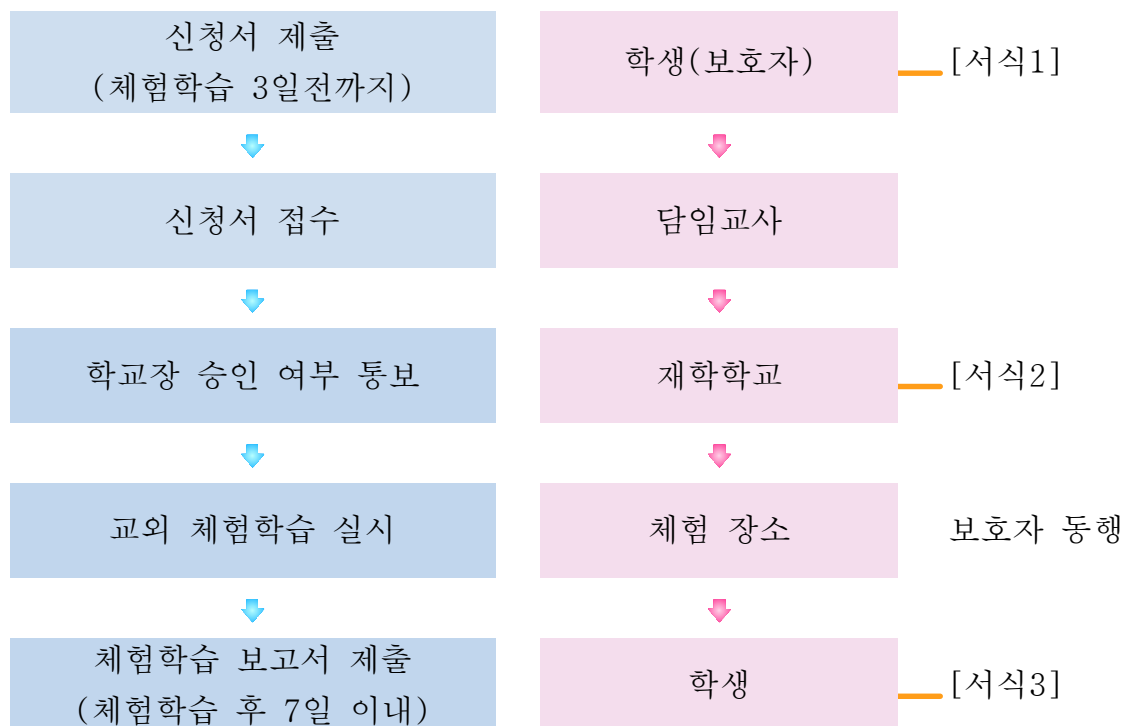 신청서 제출
(체험학습 3일전까지)
학생(보호자)
[서식1]
신청서 접수
담임교사
학교장 승인 여부 통보
재학학교
[서식2]
교외 체험학습 실시
체험 장소
보호자 동행
체험학습 보고서 제출
(체험학습 후 7일 이내)
학생
[서식3]